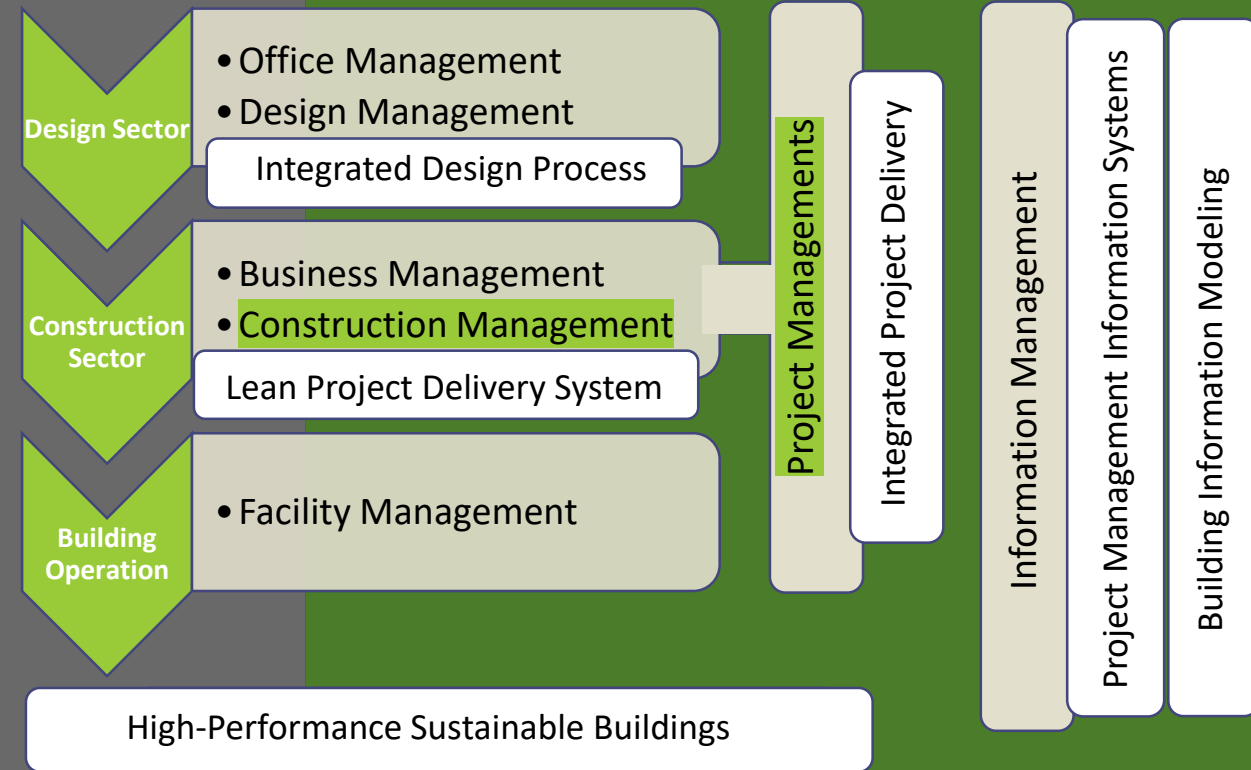 Design Sector
• Office Management
• Design Management
Integrated Design Process
Construction
Sector
• Business Management
• Construction Management
Lean Project Delivery System
Building
Operation
• Facility Management
High-Performance Sustainable Buildings
Project Managements
Integrated Project Delivery
Information Management
Project Management Information Systems
Building Information Modeling